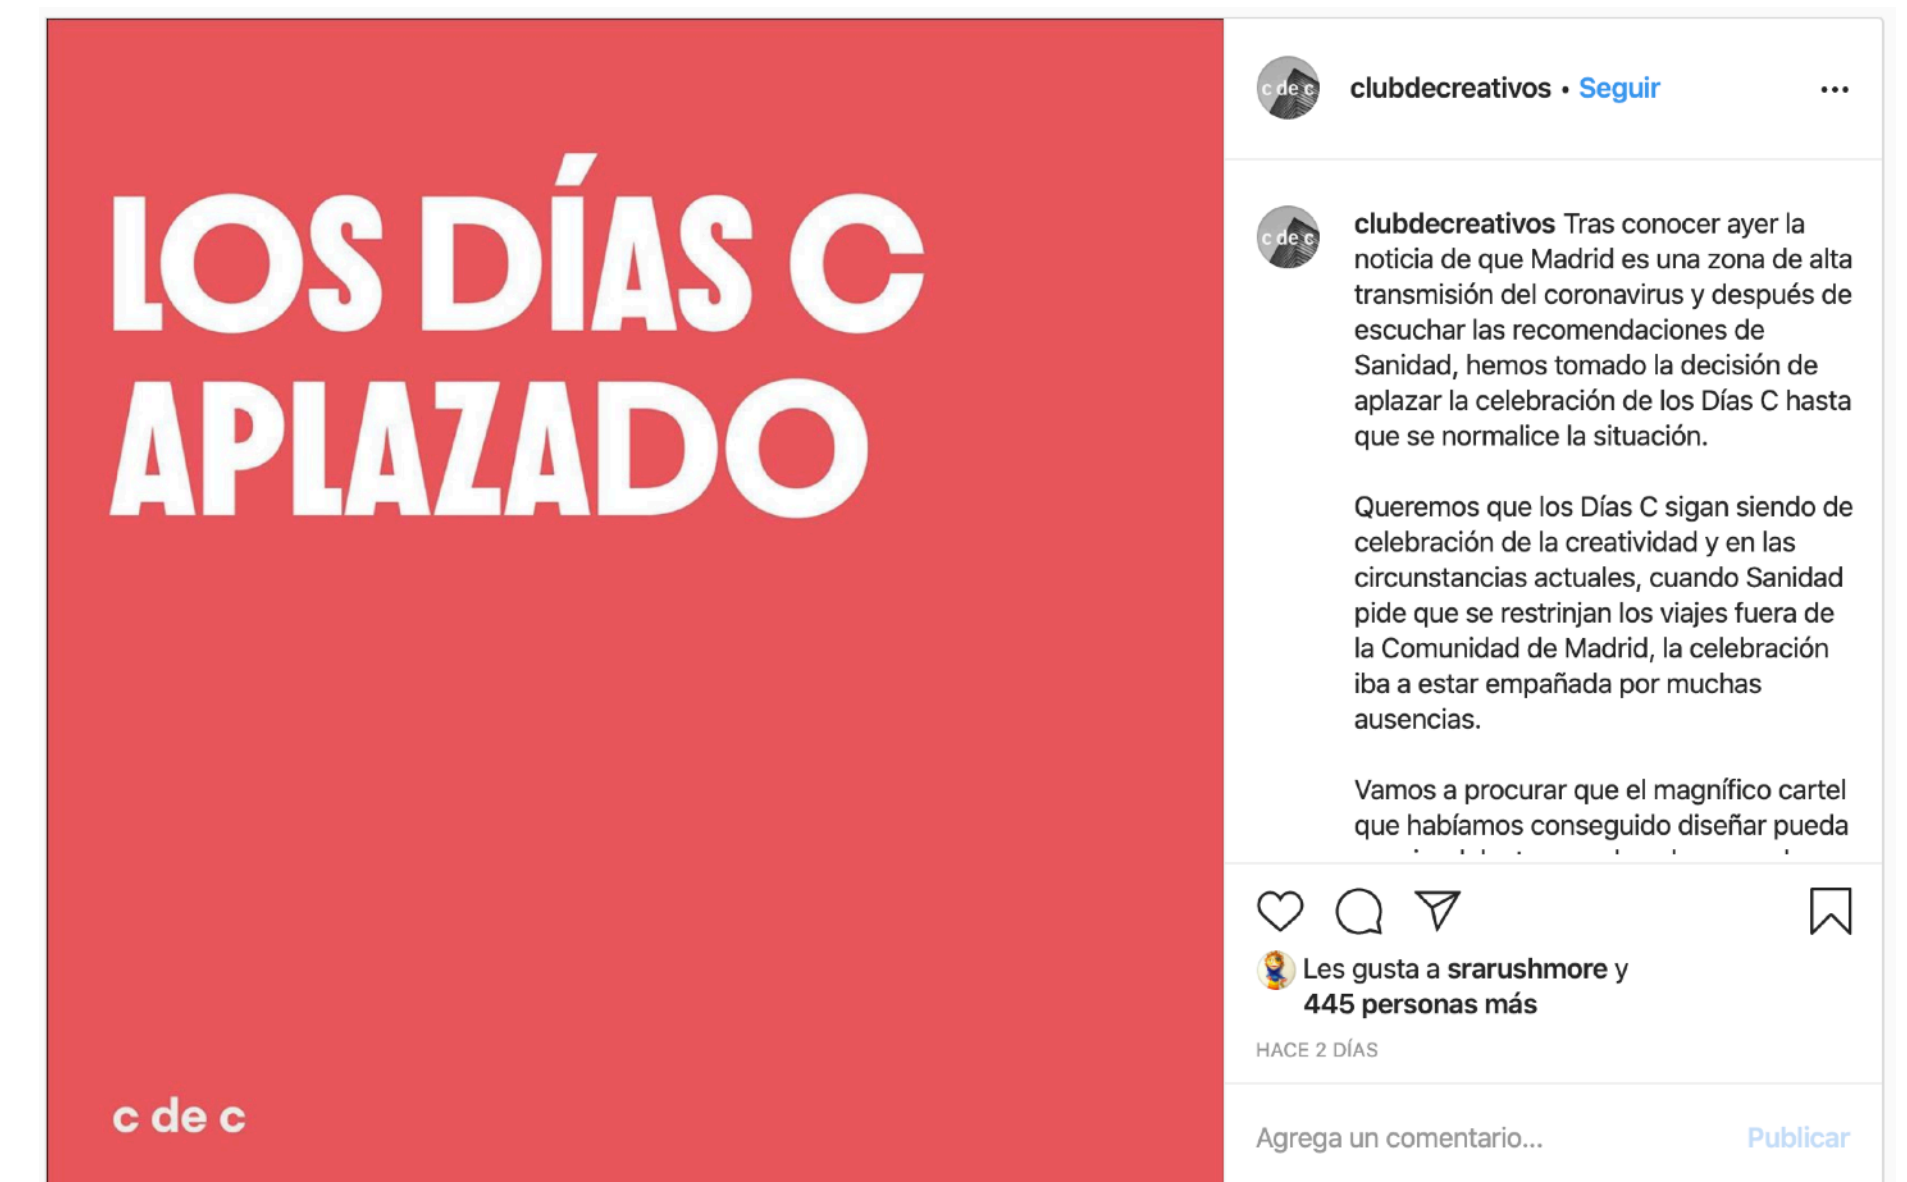 LOS DÍAS C
APLAZADO
c de c
c de c
clubdecreativos • Seguir
c de c
clubdecreativos Tras conocer ayer la
noticia de que Madrid es una zona de alta
transmisión del coronavirus y después de
escuchar las recomendaciones de
Sanidad, hemos tomado la decisión de
aplazar la celebración de los Días C hasta
que se normalice la situación.
Queremos que los Días C sigan siendo de
celebración de la creatividad y en las
circunstancias actuales, cuando Sanidad
pide que se restrinjan los viajes fuera de
la Comunidad de Madrid, la celebración
iba a estar empañada por muchas
ausencias.
Vamos a procurar que el magnífico cartel
que habíamos conseguido diseñar pueda
Les gusta a srarushmore y
445 personas más
HACE 2 DÍAS
Agrega un comentario...
Publicar